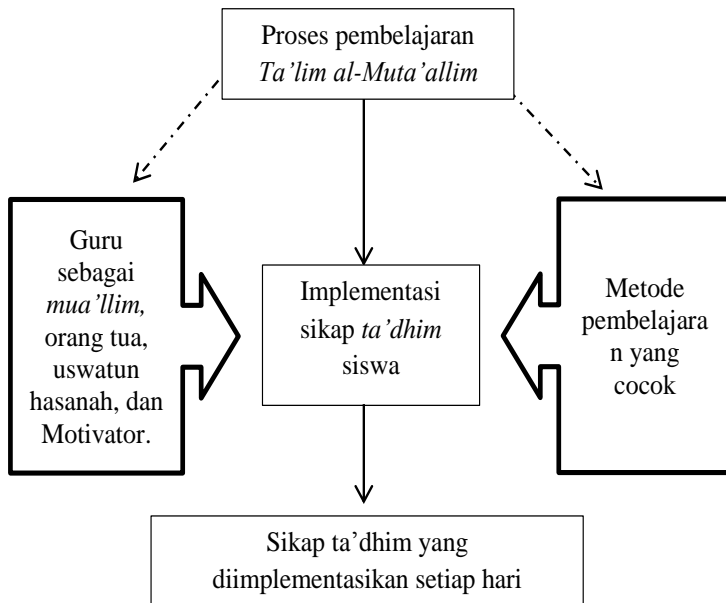 Proses pembelajaran
Ta’lim al-Muta’allim
Guru
sebagai
mua’llim,
orang tua,
uswatun
hasanah, dan
Motivator.
Implementasi
sikap ta’dhim
siswa
Metode
pembelajara
n yang
cocok
Sikap ta’dhim yang
diimplementasikan setiap hari